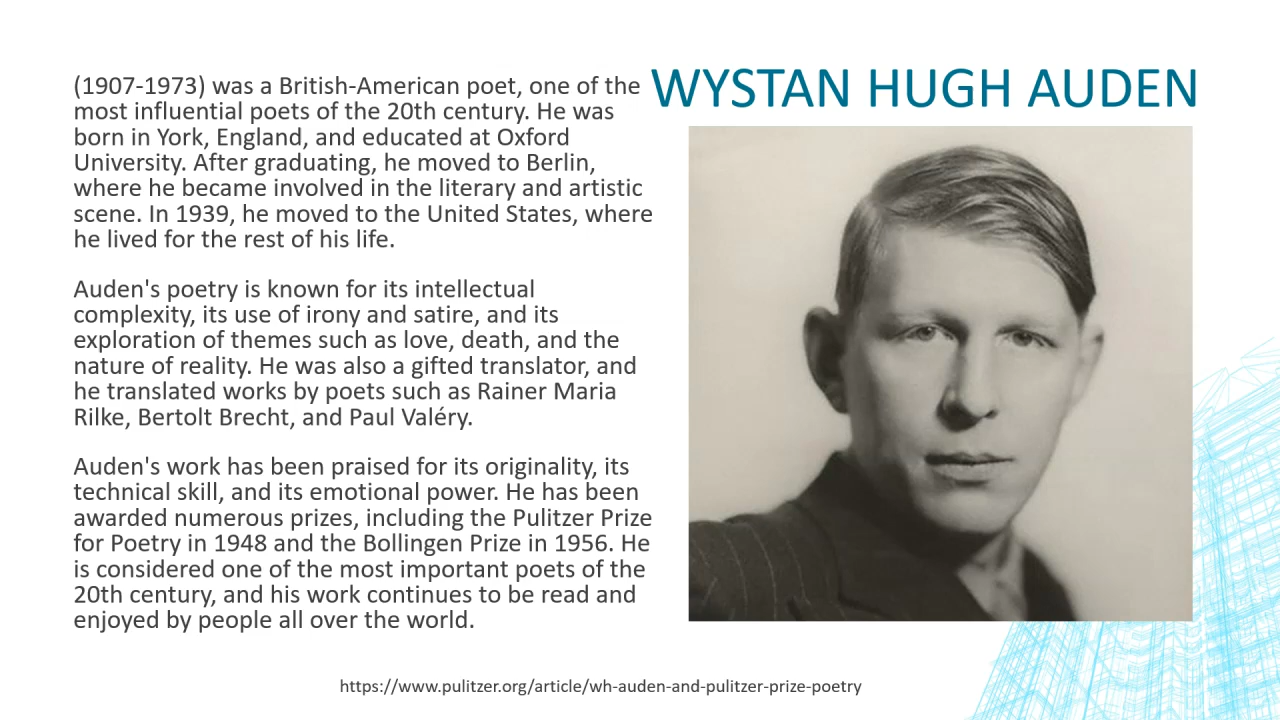 WYSTAN HUGH AUDEN
(1907-1973) was a British-American poet, one of the
most influential poets of the 20th century. He was
born in York, England, and educated at Oxford
University. After graduating, he moved to Berlin,
where he became involved in the literary and artistic
scene. In 1939, he moved to the United States, where
he lived for the rest of his life.
Auden's poetry is known for its intellectual
complexity, its use of irony and satire, and its
exploration of themes such as love, death, and the
nature of reality. He was also a gifted translator, and
he translated works by poets such as Rainer Maria
Rilke, Bertolt Brecht, and Paul Valéry.
Auden's work has been praised for its originality, its
technical skill, and its emotional power. He has been
awarded numerous prizes, including the Pulitzer Prize
for Poetry in 1948 and the Bollingen Prize in 1956. He
is considered one of the most important poets of the
20th century, and his work continues to be read and
enjoyed by people all over the world.
https://www.pulitzer.org/article/wh-auden-and-pulitzer-prize-poetry